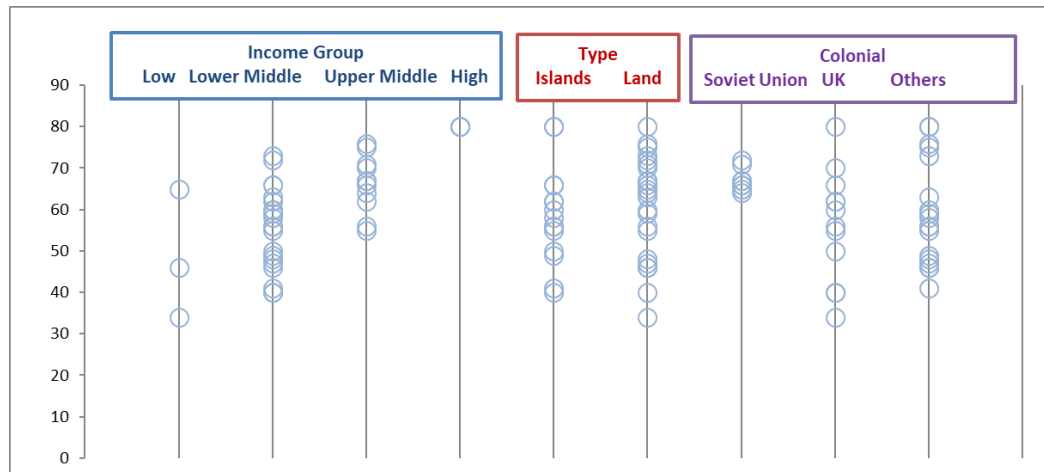 Income Group
Low Lower Middle Upper Middle High
Type
Islands Land
Colonial
Soviet Union UK Others
90
80
70
60
50
40
30
20
10
0